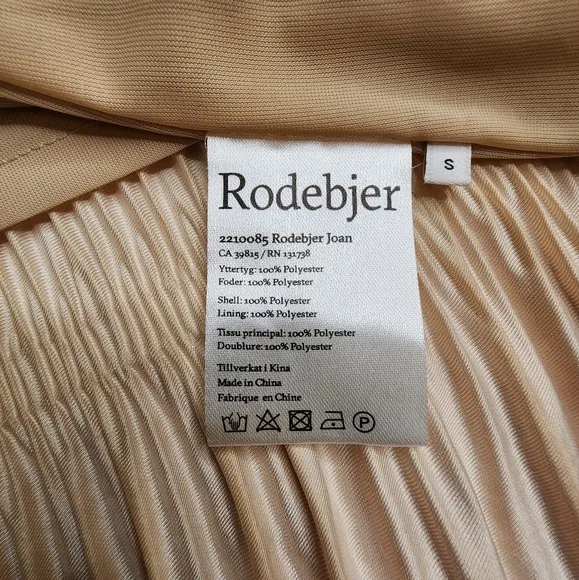 Rodebjer
S
2210085 Rodebjer Joan
CA 39815 / RN 131738
Yttertyg: 100% Polyester
Foder: 100% Polyester
Shell: 100% Polyester
Lining: 100% Polyester
Tissu principal: 100% Polyester
Doublure: 100% Polyester
Tillverkat i Kina
Made in China
Fabrique en Chine
P